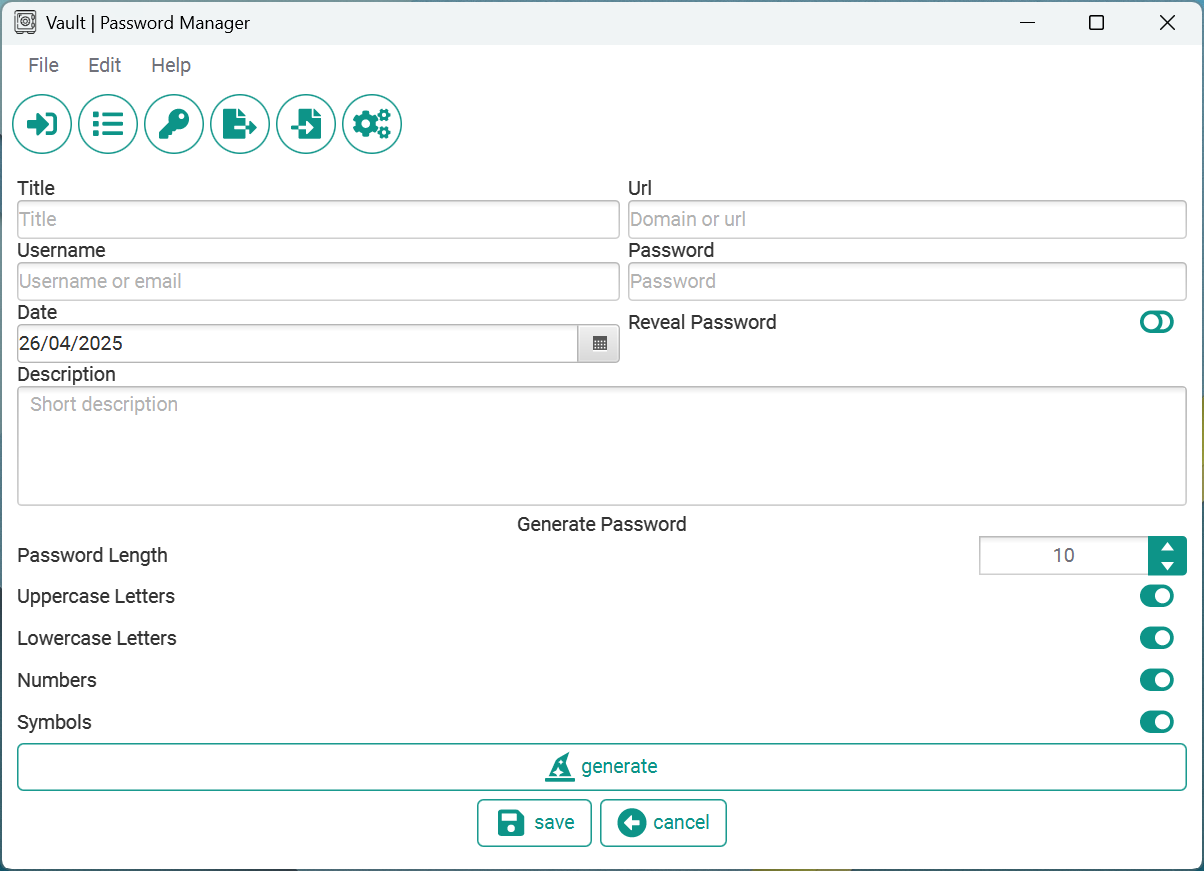 Vault | Password Manager
File Edit Help
Title Url
Title Domain or url
Username Password
Username or email Password
Date
Reveal Password
26/04/2025
Description
Short description
Generate Password
Password Length 10
Uppercase Letters
Lowercase Letters
Numbers
Symbols
generate
save cancel